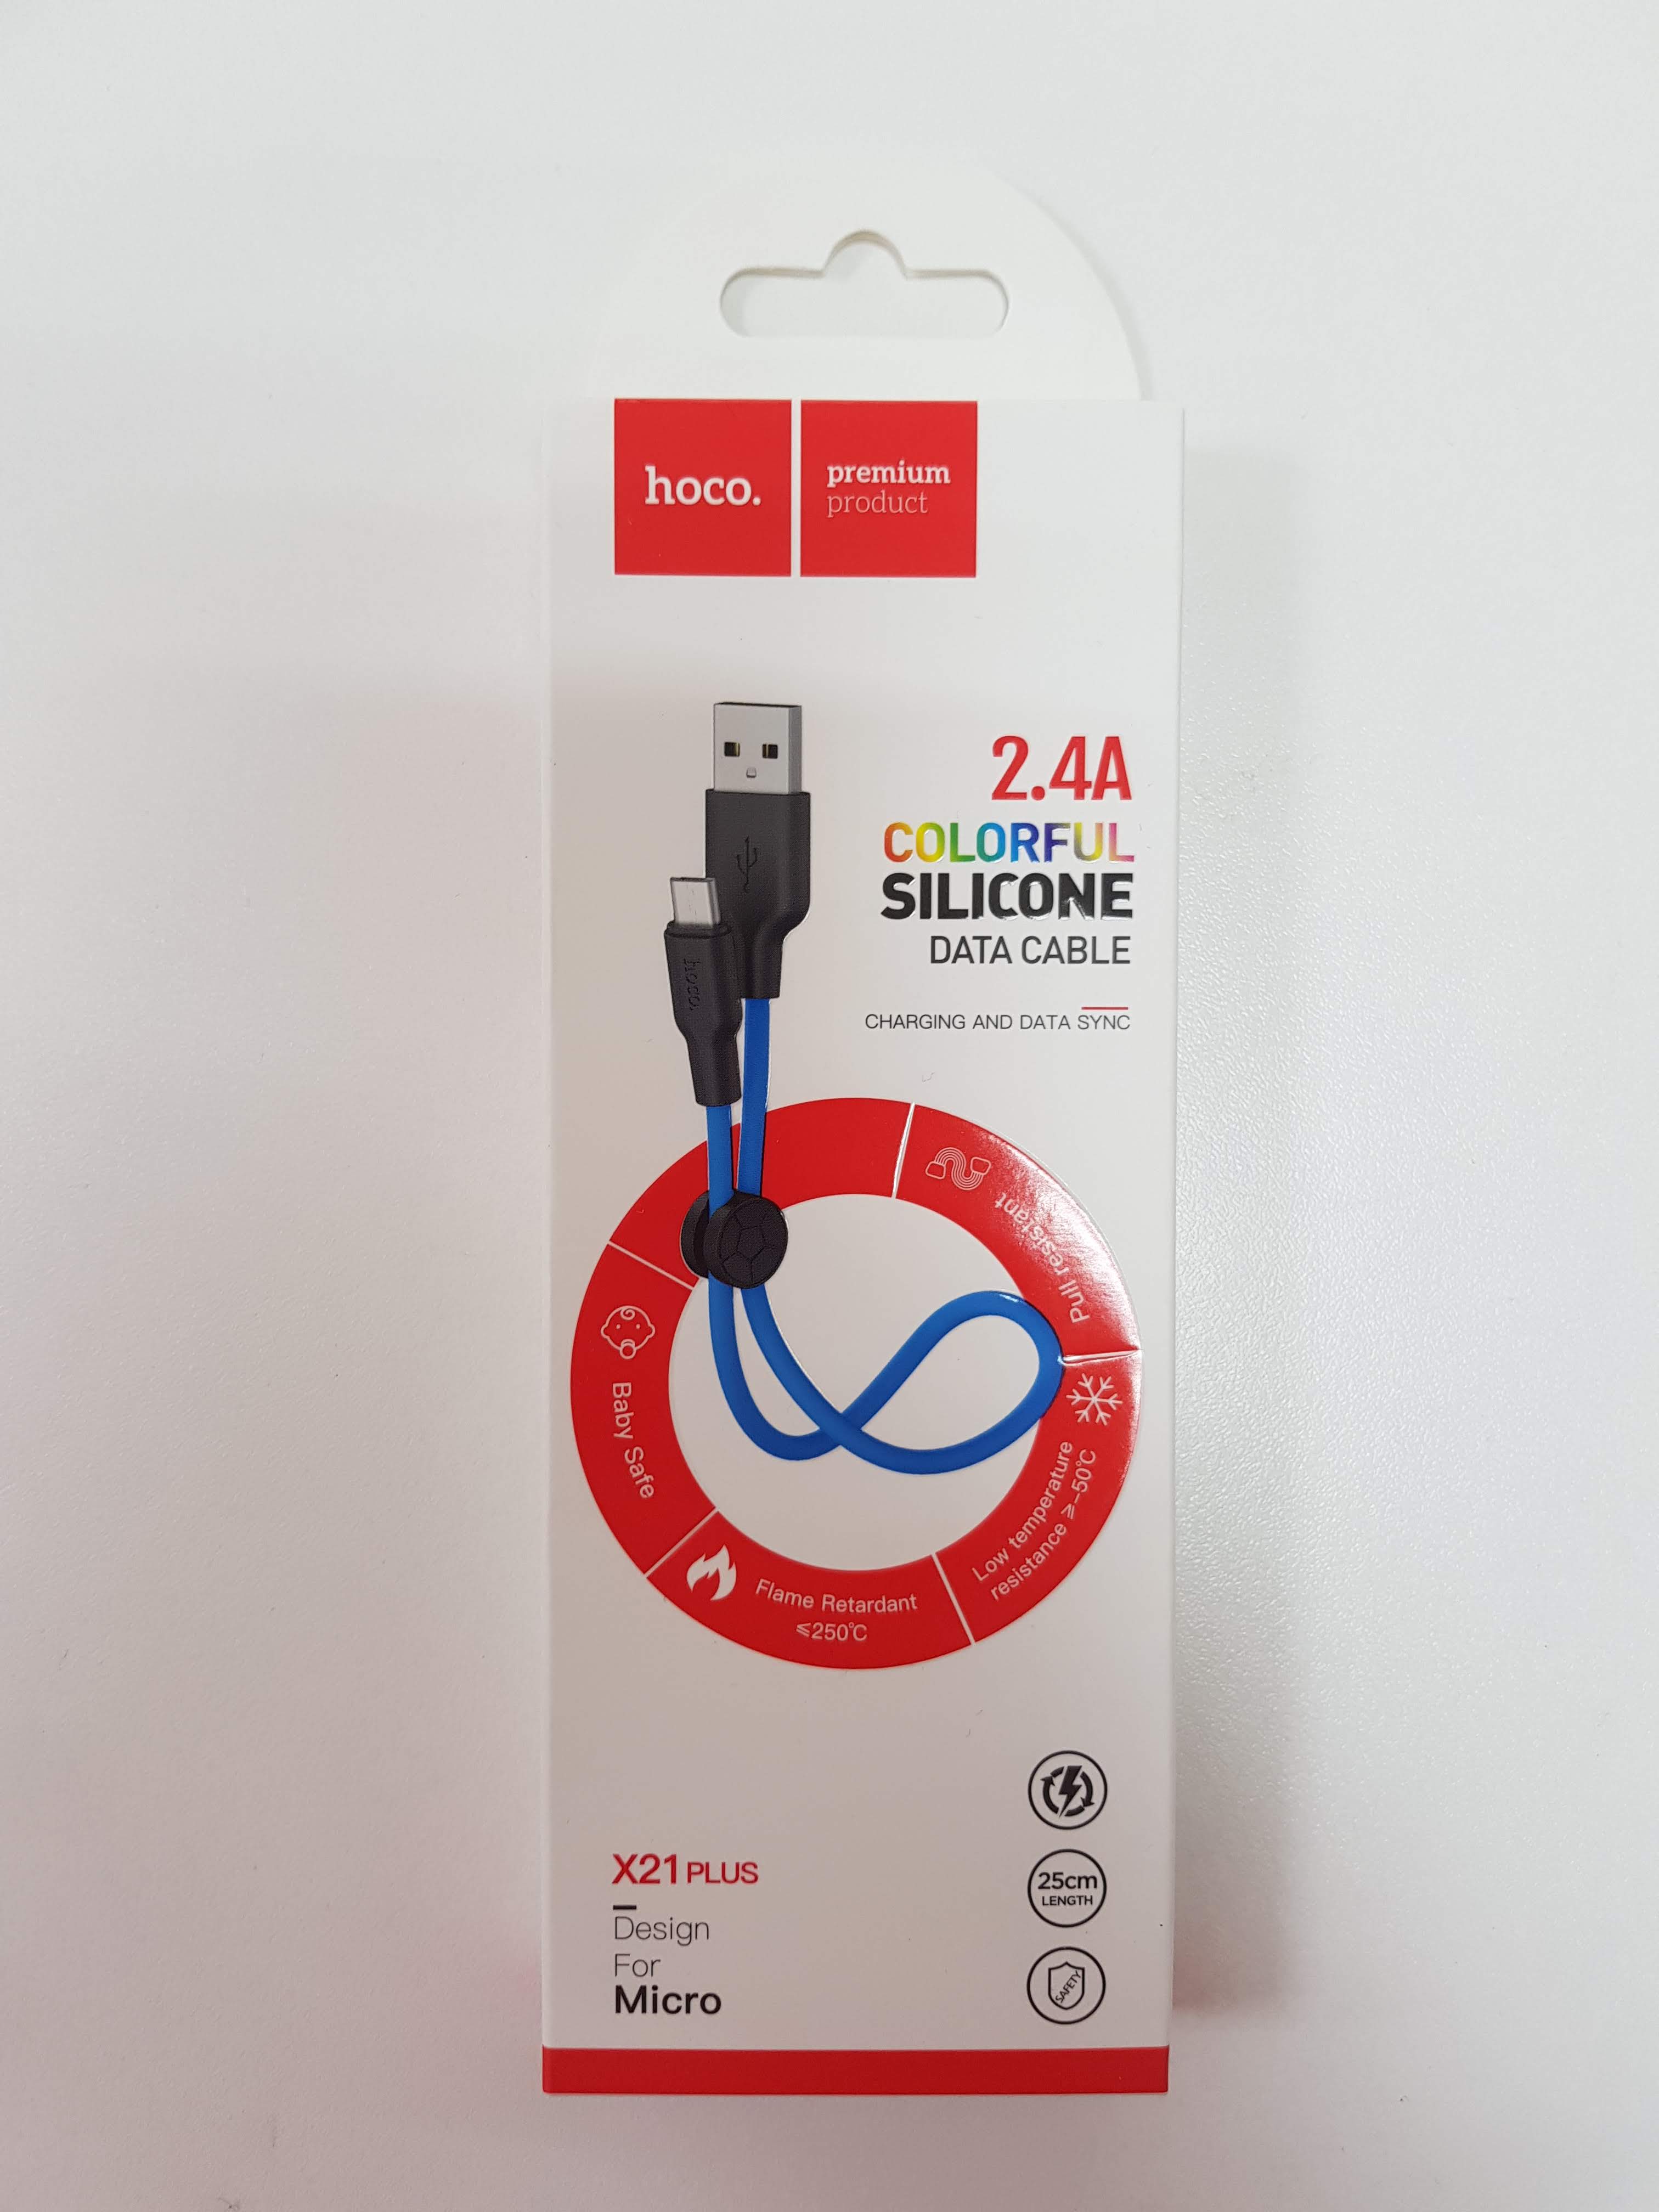 hoco.
premium
product
2.4A
COLORFUL
SILICONE
DATA CABLE
CHARGING AND DATA SYNC
hoco.
Pull resistant
Low temperature
resistance ≥-50℃
Flame Retardant
≤250℃
Baby Safe
X21 PLUS
Design
For
Micro
25cm
LENGTH
SAFETY